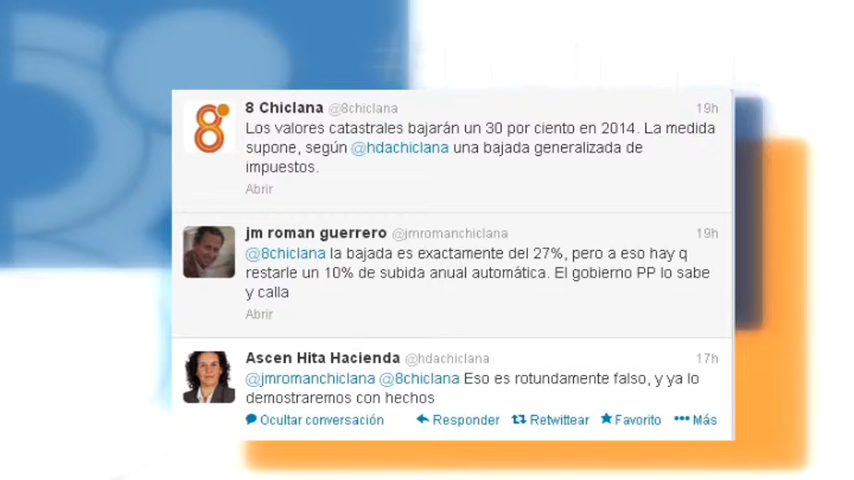 8 Chiclana @8chiclana 19h
Los valores catastrales bajarán un 30 por ciento en 2014. La medida
supone, según @hdachiclana una bajada generalizada de
impuestos.
Abrir
jm roman guerrero @jmromanchiclana 19h
@8chiclana la bajada es exactamente del 27%, pero a eso hay q
restarle un 10% de subida anual automática. El gobierno PP lo sabe
y calla
Abrir
Ascen Hita Hacienda @hdachiclana 17h
@jmromanchiclana @8chiclana Eso es rotundamente falso, y ya lo
demostraremos con hechos
Ocultar conversación Responder Retwittear Favorito Más